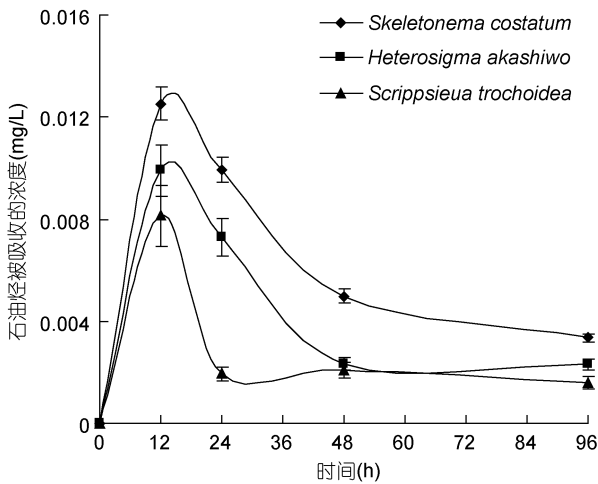 0.016
0.012
0.008
0.004
0.000
石油烃被吸收的浓度(mg/L)
Skeletonema costatum
Heterosigma akashiwo
Scrippsieua trochoidea
0 12 24 36 48 60 72 84 96
时间(h)